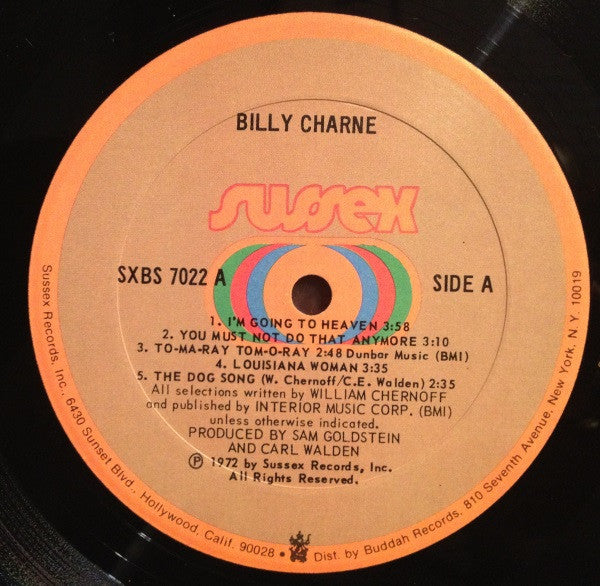 BILLY CHARNE
sussex
SXBS 7022 A
SIDE A
1. I'M GOING TO HEAVEN 3:58
2. YOU MUST NOT DO THAT ANYMORE 3:10
3. TO-MA-RAY TOM-O-RAY 2:48 Dunbar Music (BMI)
4. LOUISIANA WOMAN 3:35
5. THE DOG SONG (W. Chernoff/C.E. Walden) 2:35
All selections written by WILLIAM CHERNOFF
and published by INTERIOR MUSIC CORP. (BMI)
unless otherwise indicated.
PRODUCED BY SAM GOLDSTEIN
AND CARL WALDEN
Ⓟ 1972 by Sussex Records, Inc.
All Rights Reserved.
Sussex Records, Inc., 6430 Sunset Blvd., Hollywood, Calif. 90028 • Dist. by Buddah Records, 810 Seventh Avenue, New York, N. Y. 10019